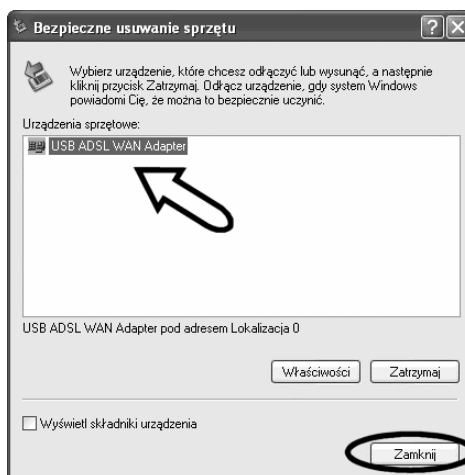 Bezpieczne usuwanie sprzętu
Wybierz urządzenie, które chcesz odłączyć lub wysunąć, a następnie
kliknij przycisk Zatrzymaj. Odłącz urządzenie, gdy system Windows
powiadomi Cię, że można to bezpiecznie uczynić.
Urządzenia sprzętowe:
USB ADSL WAN Adapter
USB ADSL WAN Adapter pod adresem Lokalizacja 0
Właściwości Zatrzymaj
Wyświetl składniki urządzenia
Zamknij